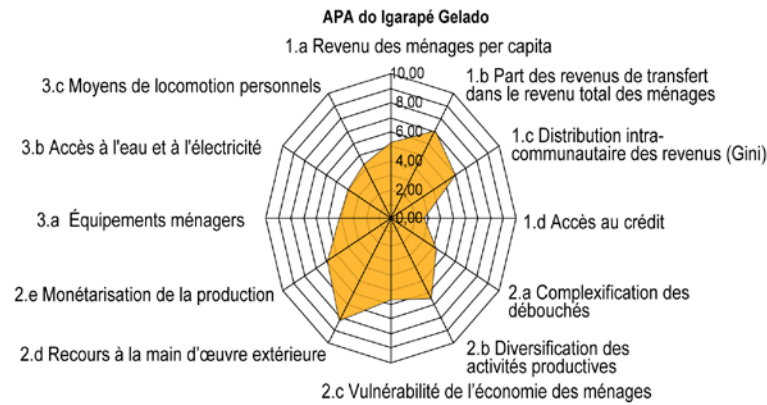 APA do Igarapé Gelado
1.a Revenu des ménages per capita
10,00
8,00
6,00
4,00
2,00
0,00
1.b Part des revenus de transfert
dans le revenu total des ménages
1.c Distribution intra-
communautaire des revenus (Gini)
1.d Accès au crédit
2.a Complexification des
débouchés
2.b Diversification des
activités productives
2.c Vulnérabilité de l'économie des ménages
2.d Recours à la main d'œuvre extérieure
2.e Monétarisation de la production
3.a Équipements ménagers
3.b Accès à l'eau et à l'électricité
3.c Moyens de locomotion personnels